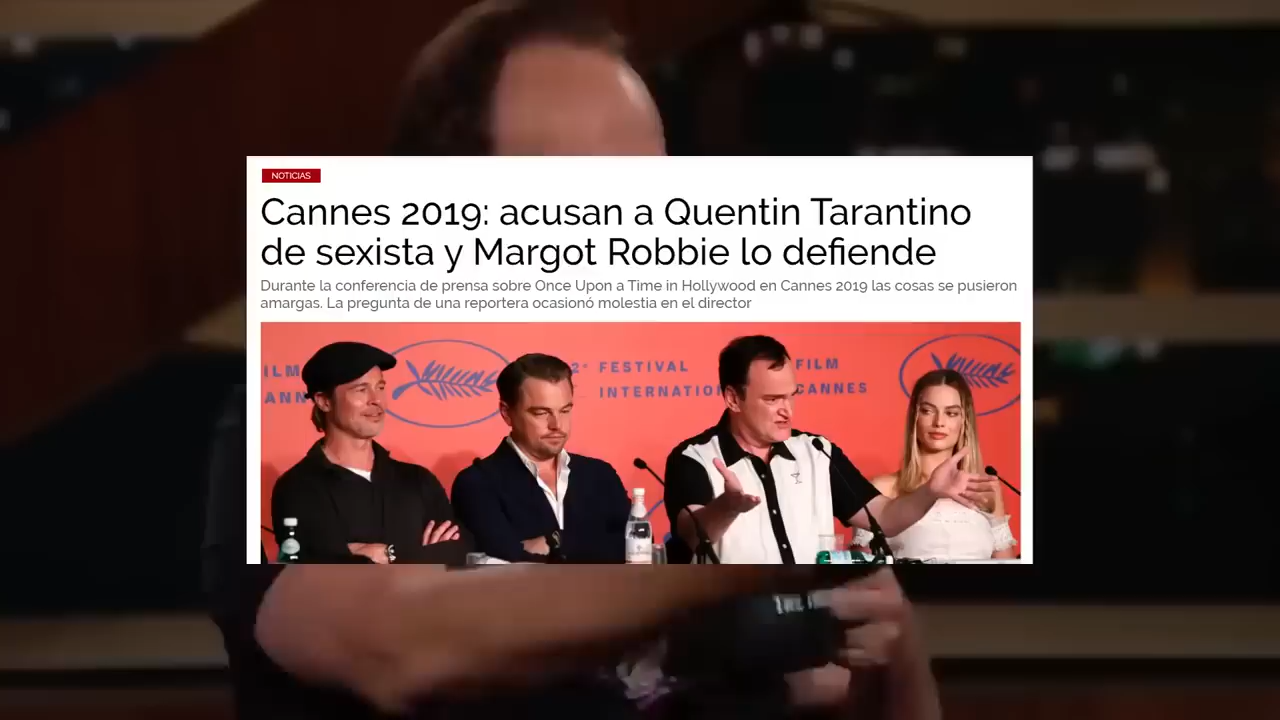 NOTICIAS
Cannes 2019: acusan a Quentin Tarantino
de sexista y Margot Robbie lo defiende
Durante la conferencia de prensa sobre Once Upon a Time in Hollywood en Cannes 2019 las cosas se pusieron
amargas. La pregunta de una reportera ocasionó molestia en el director
FESTIVAL
INTERNATION
FILM
CANNES